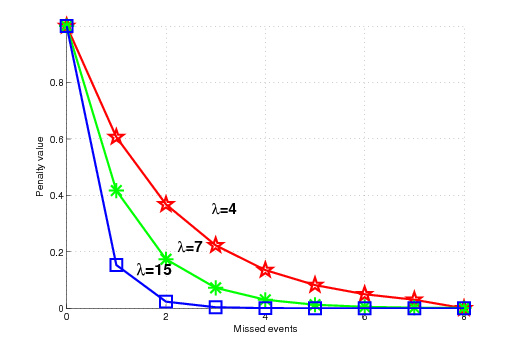 0.8
0.6
0.4
0.2
0
Penalty value
λ=4
λ=7
λ=15
0 2 4 6 8
Missed events